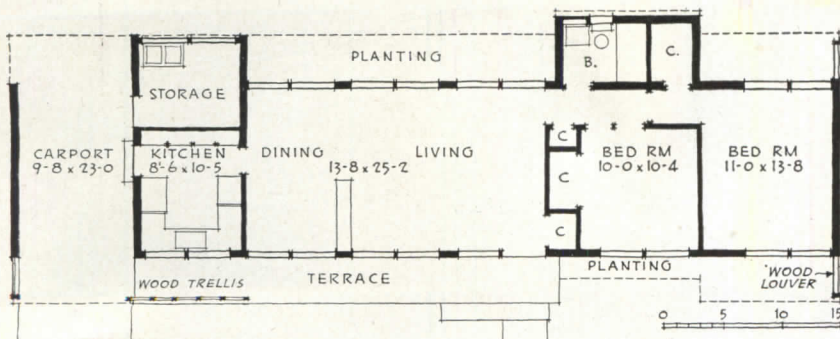 PLANTING
B.
C.
STORAGE
CARPORT
9-8 x 23-0
KITCHEN
8'-6 x 10-5
DINING
LIVING
13-8 x 25-2
C
C
C
BED RM
10-0 x 10-4
BED RM
11-0 x 13-8
WOOD TRELLIS
TERRACE
PLANTING
WOOD
LOUVER
0 5 10 15